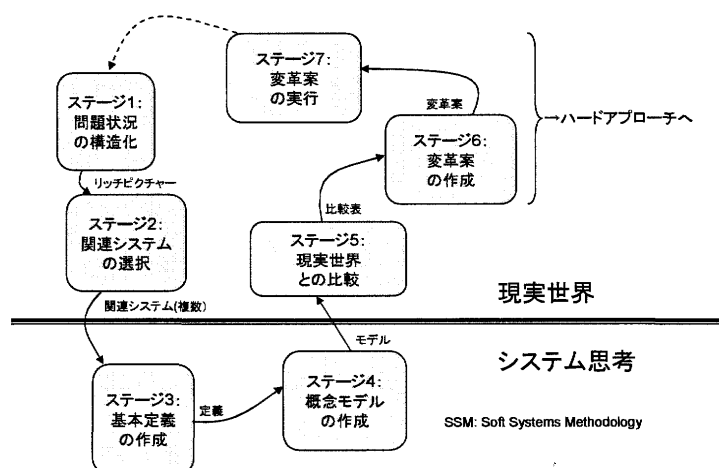 ステージ7:
変革案
の実行
ステージ1:
問題状況
の構造化
変革案
→ハードアプローチへ
ステージ6:
変革案
の作成
リッチピクチャー
ステージ2:
関連システム
の選択
比較表
ステージ5:
現実世界
との比較
現実世界
関連システム(複数)
モデル
システム思考
ステージ3:
基本定義
の作成
定義
ステージ4:
概念モデル
の作成
SSM: Soft Systems Methodology